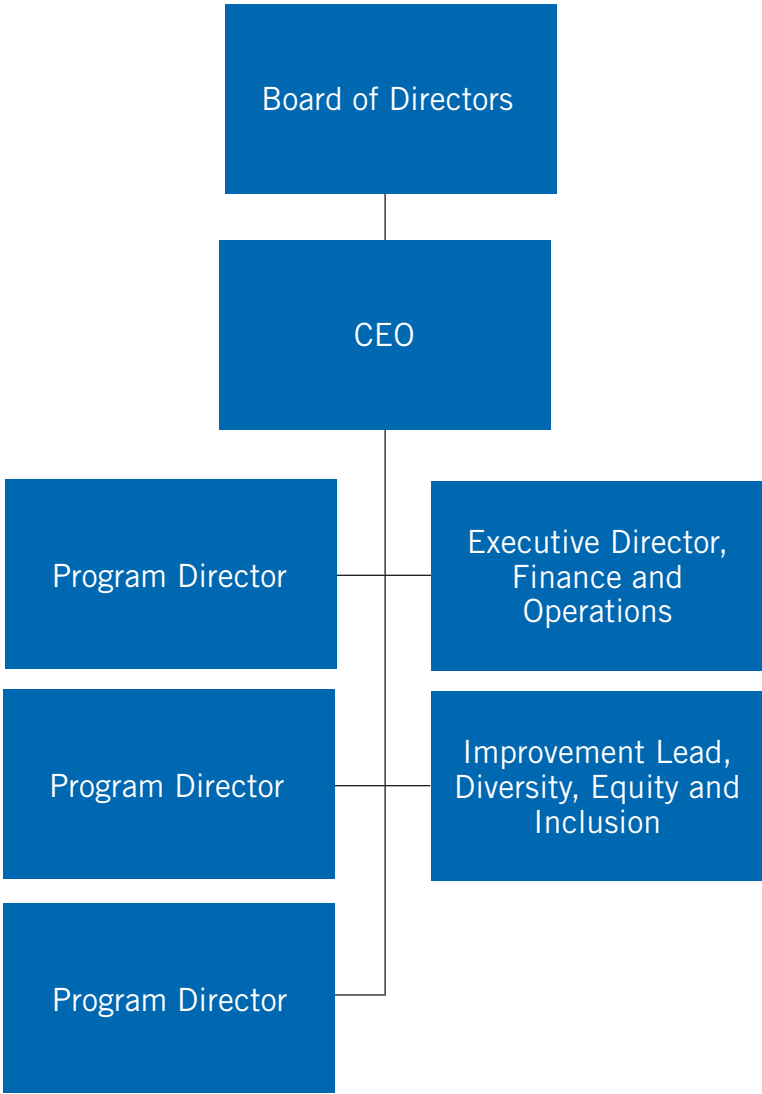 Board of Directors
CEO
Program Director
Executive Director,
Finance and
Operations
Program Director
Improvement Lead,
Diversity, Equity and
Inclusion
Program Director